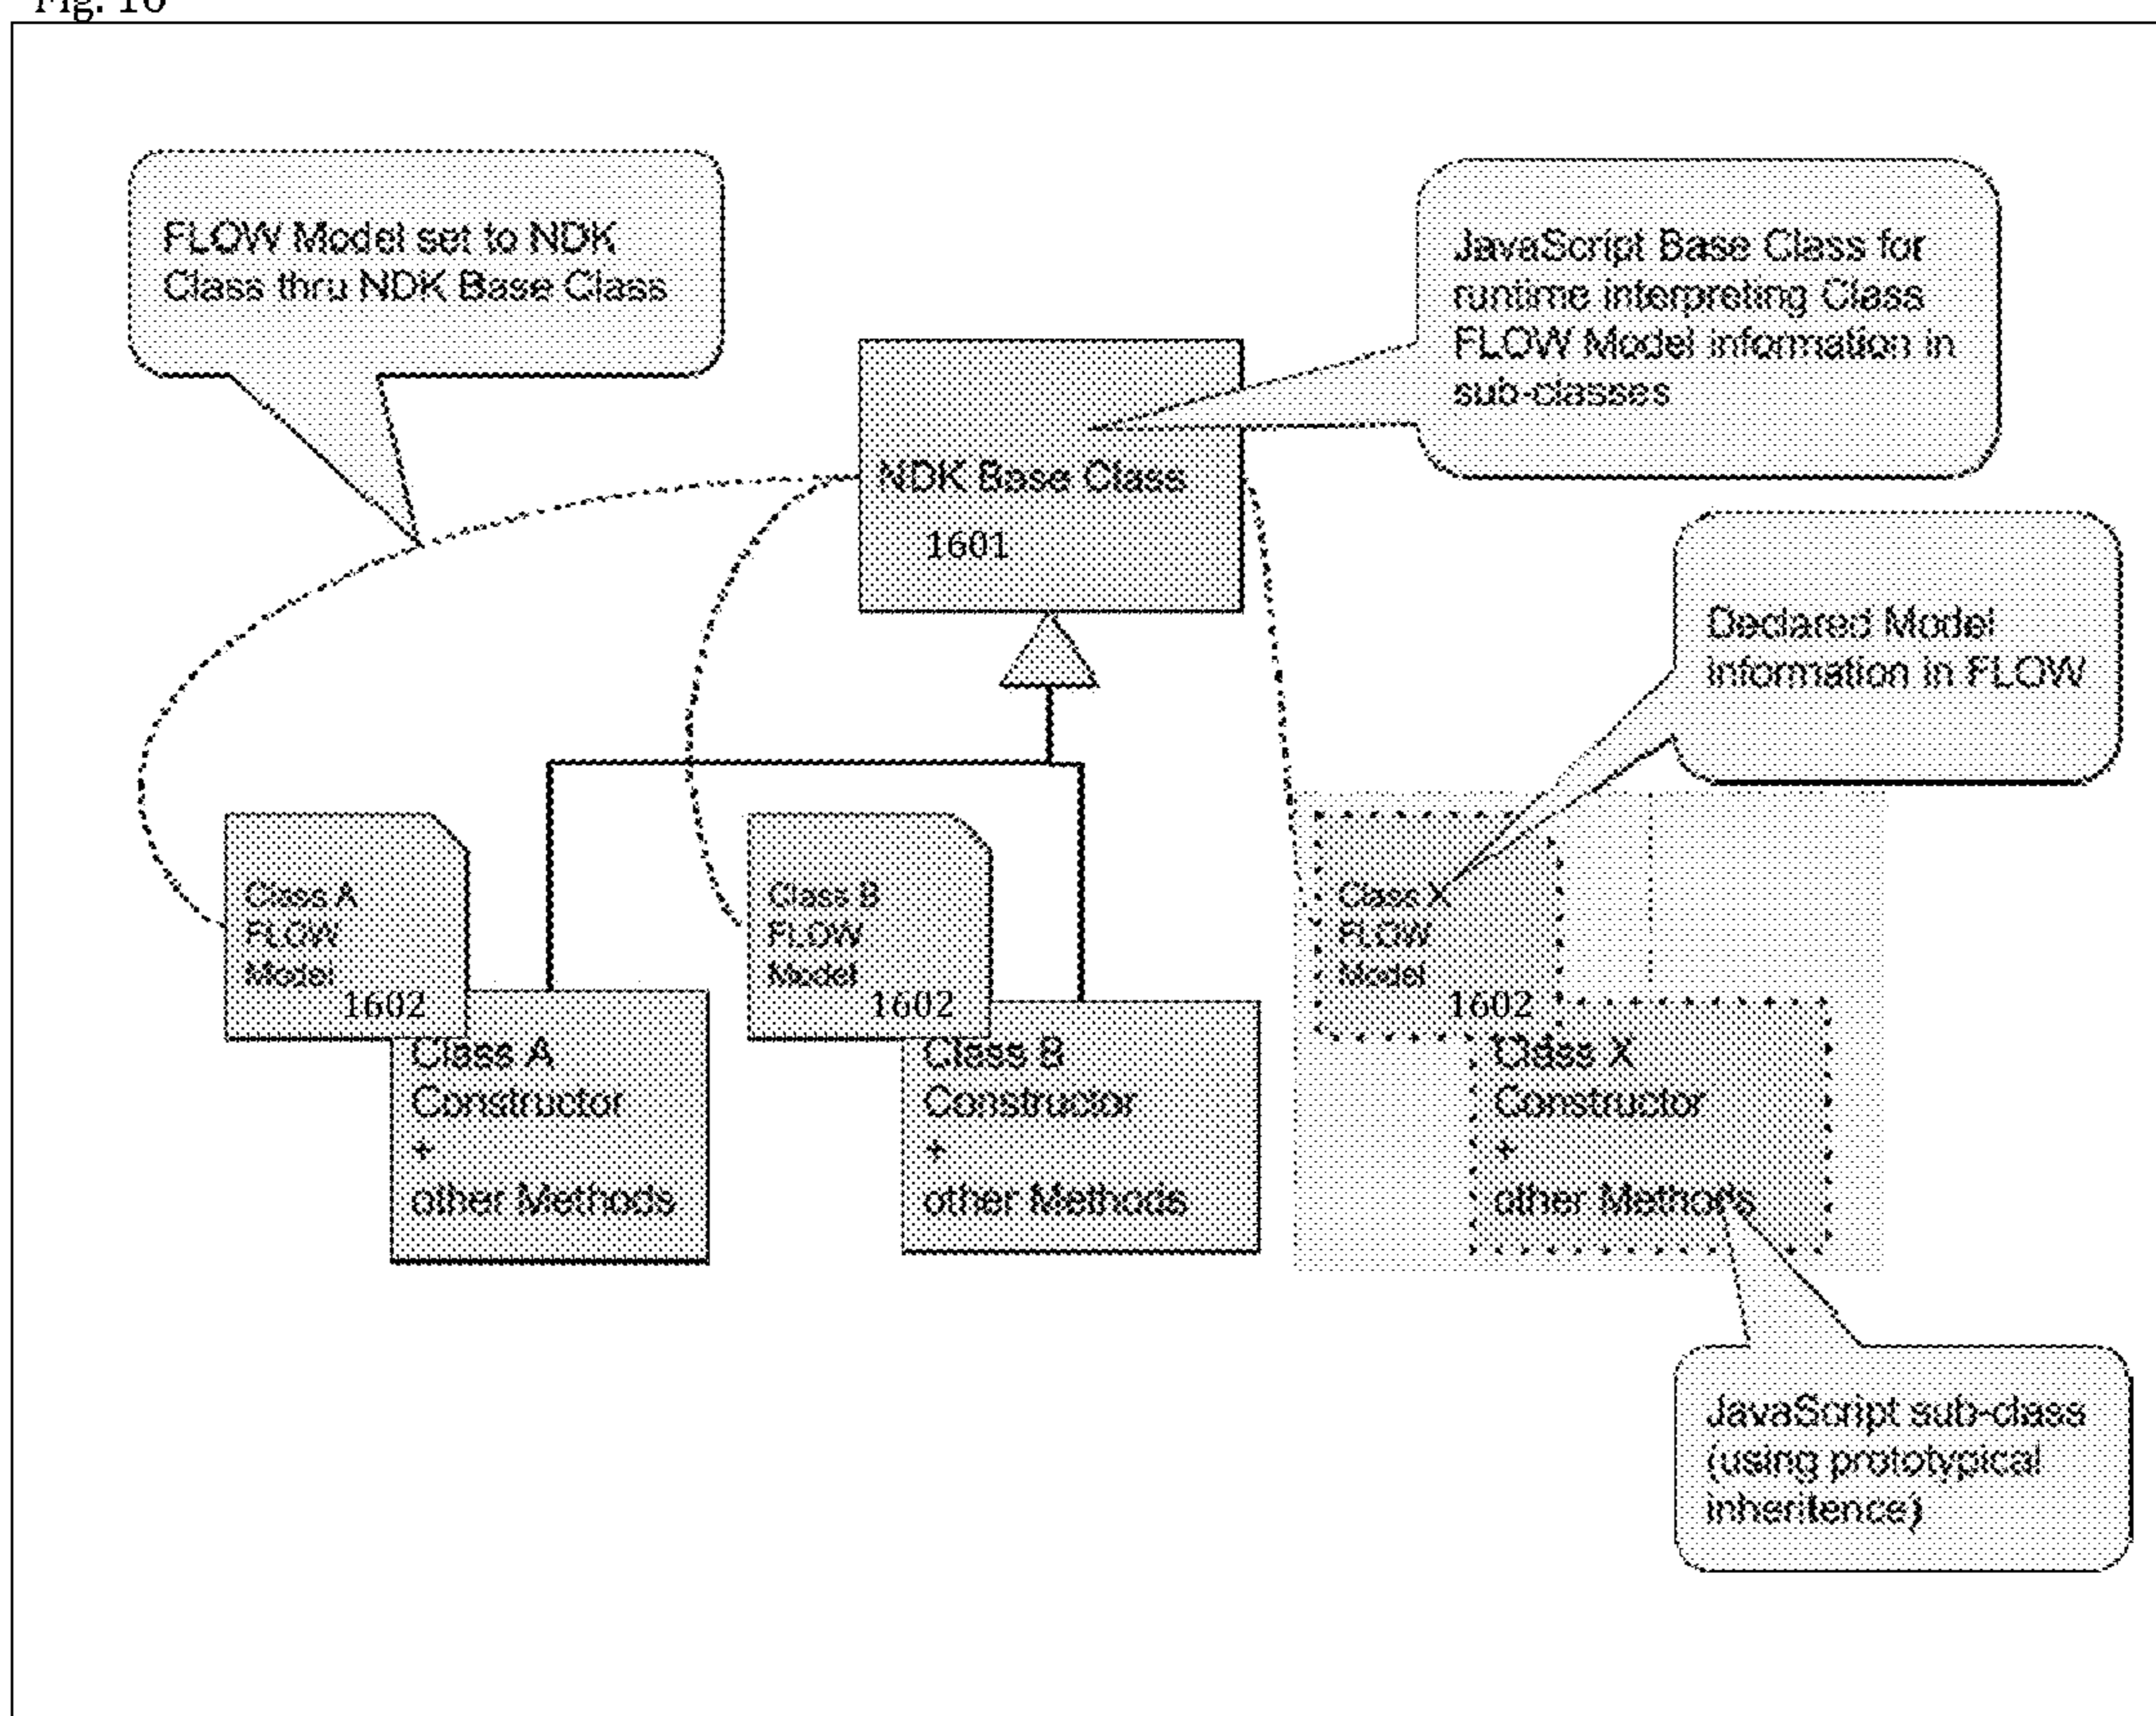 Fig. 16
FLOW Model set to NDK
Class thru NDK Base Class
JavaScript Base Class for
runtime interpreting Class
FLOW Model information in
sub-classes
NDK Base Class
1601
Declared Model
information in FLOW
Class A
FLOW
Model
1602
Class A
Constructor
+
other Methods
Class B
FLOW
Model
1602
Class B
Constructor
+
other Methods
Class X
FLOW
Model
1602
Class X
Constructor
+
other Methods
JavaScript sub-class
(using prototypical
inheritence)